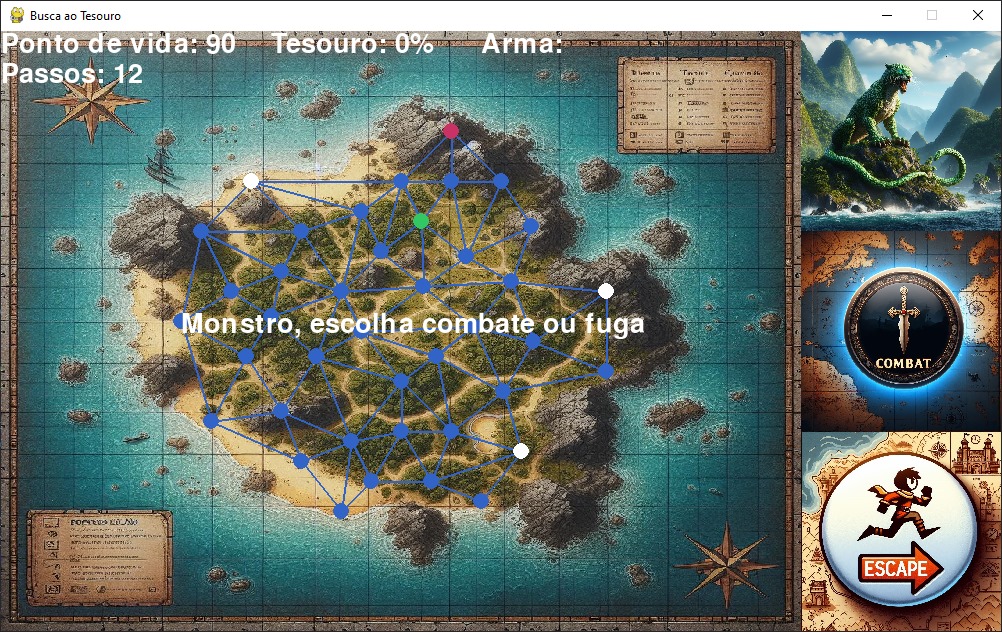 Busca ao Tesouro
Ponto de vida: 90 Tesouro: 0% Arma:
Passos: 12
Monstro, escolha combate ou fuga
COMBAT
ESCAPE